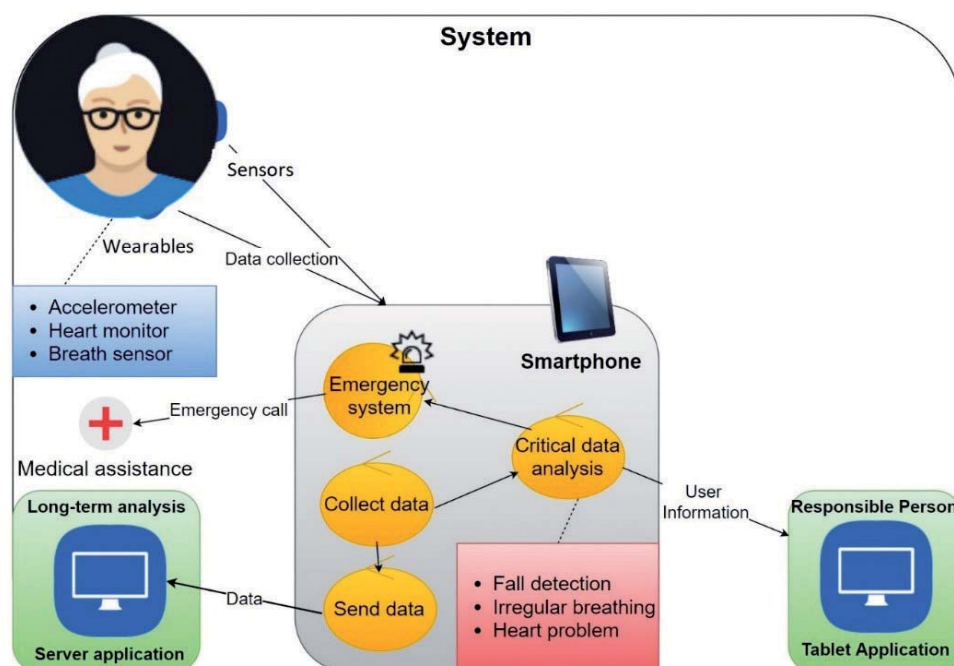 System
Sensors
Wearables
Data collection
• Accelerometer
• Heart monitor
• Breath sensor
Smartphone
Emergency
system
Emergency call
Critical data
analysis
Medical assistance
Collect data
User
Information
Long-term analysis
Responsible Person
• Fall detection
• Irregular breathing
• Heart problem
Data
Send data
Server application
Tablet Application